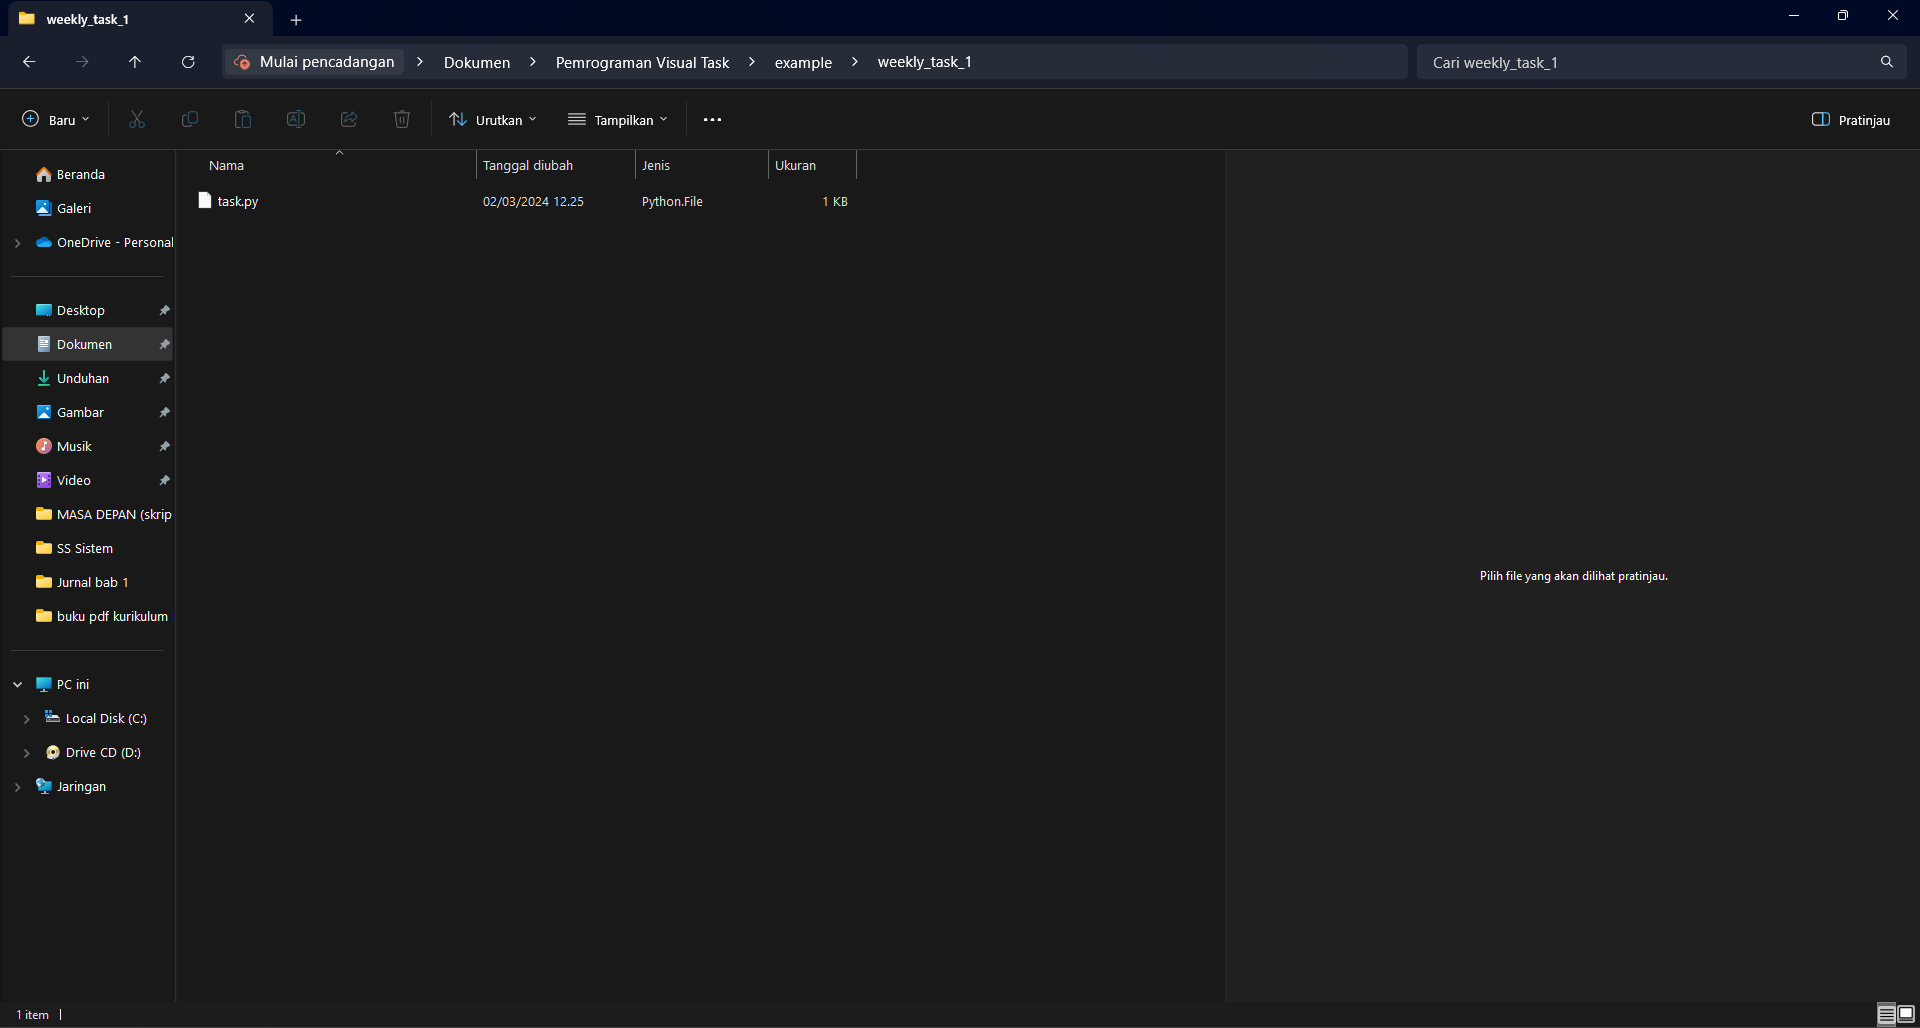 weekly_task_1
Mulai pencadangan > Dokumen > Pemrograman Visual Task > example > weekly_task_1
Cari weekly_task_1
Baru
Urutkan
Tampilkan
Pratinjau
Nama Tanggal diubah Jenis Ukuran
task.py 02/03/2024 12.25 Python.File 1 KB
Beranda
Galeri
OneDrive - Personal
Desktop
Dokumen
Unduhan
Gambar
Musik
Video
MASA DEPAN (skrip
SS Sistem
Jurnal bab 1
buku pdf kurikulum
PC ini
Local Disk (C:)
Drive CD (D:)
Jaringan
Pilih file yang akan dilihat pratinjau.
1 item